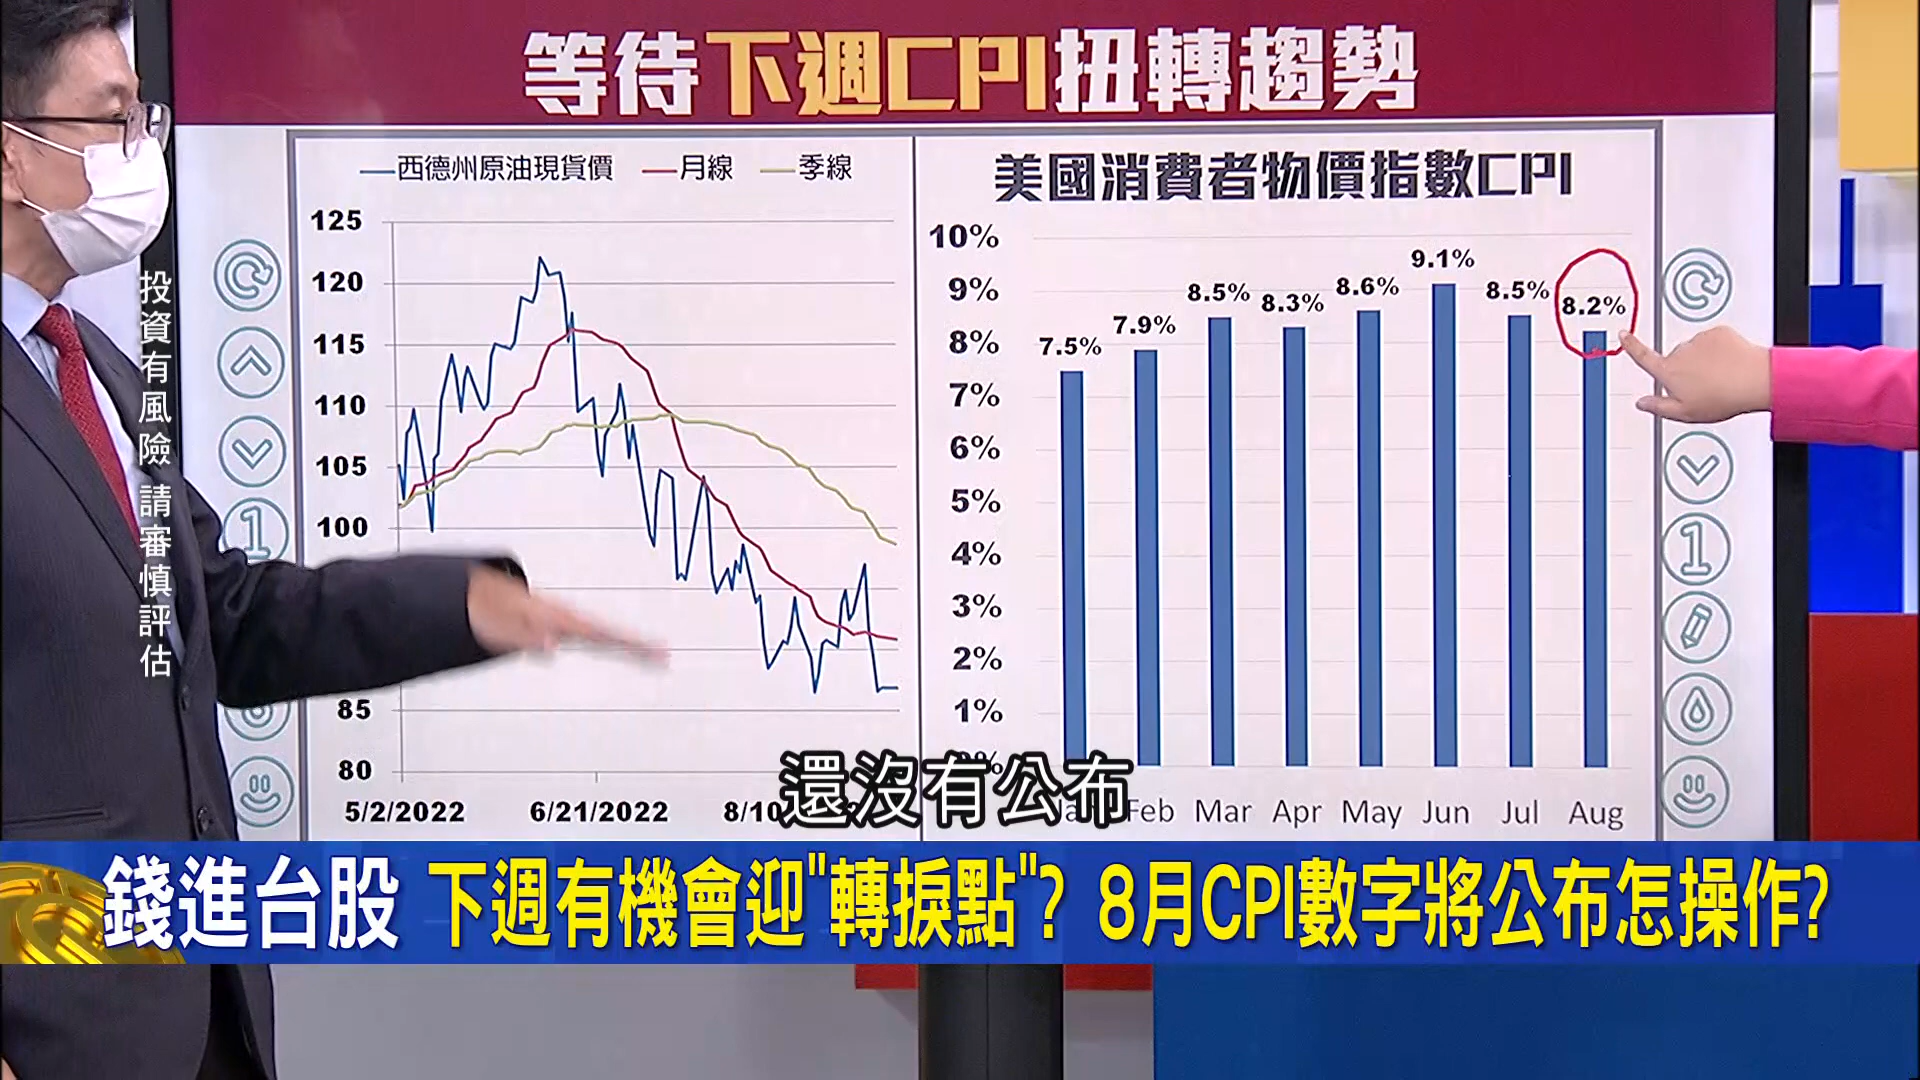 等待下週CPI扭轉趨勢
西德州原油現貨價 月線 季線
125
120
115
110
105
100
85
80
5/2/2022 6/21/2022 8/10
美國消費者物價指數CPI
10%
9%
8%
7%
6%
5%
4%
3%
2%
1%
7.5% 7.9% 8.5% 8.3% 8.6% 9.1% 8.5% 8.2%
Feb Mar Apr May Jun Jul Aug
1
1
投資有風險 請審慎評估
還沒有公布
錢進台股 下週有機會迎"轉捩點"? 8月CPI數字將公布怎操作?